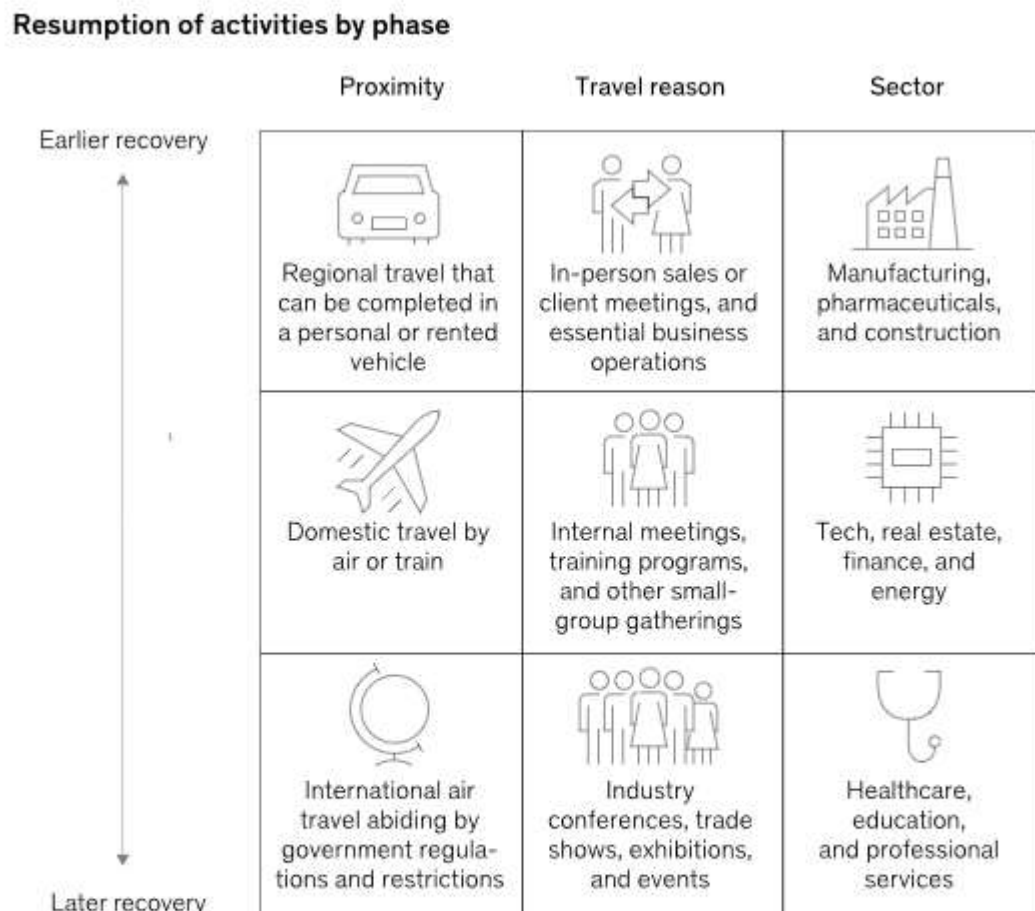 Resumption of activities by phase
Proximity
Travel reason
Sector
Earlier recovery
Regional travel that
can be completed in
a personal or rented
vehicle
In-person sales or
client meetings, and
essential business
operations
Manufacturing,
pharmaceuticals,
and construction
Domestic travel by
air or train
Internal meetings,
training programs,
and other small-
group gatherings
Tech, real estate,
finance, and
energy
International air
travel abiding by
government regula-
tions and restrictions
Industry
conferences, trade
shows, exhibitions,
and events
Healthcare,
education,
and professional
services
Later recovery